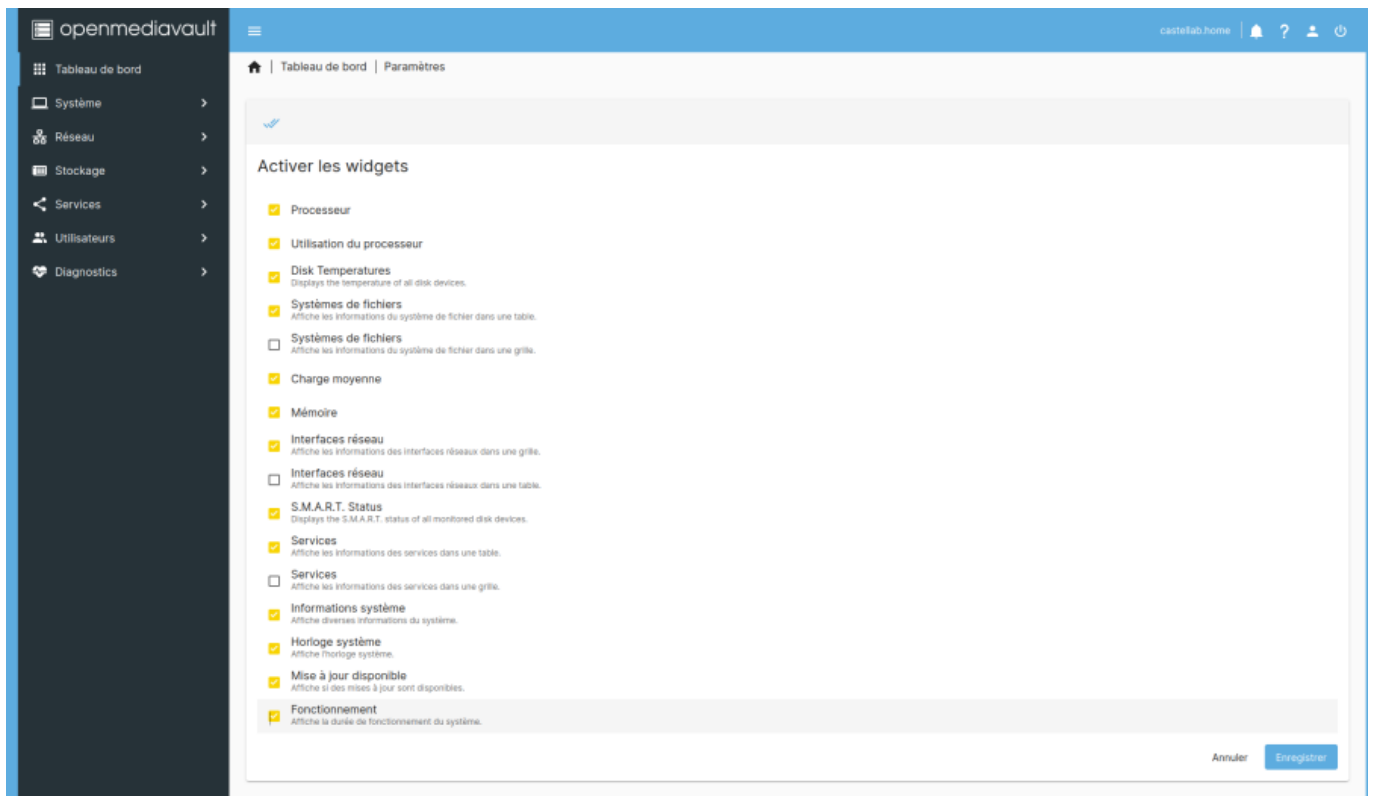 openmediavault
castellab.home
?
Tableau de bord
Système
Réseau
Stockage
Services
Utilisateurs
Diagnostics
| Tableau de bord | Paramètres
Activer les widgets
Processeur
Utilisation du processeur
Disk Temperatures
Displays the temperature of all disk devices.
Systèmes de fichiers
Affiche les informations du système de fichier dans une table.
Systèmes de fichiers
Affiche les informations du système de fichier dans une grille.
Charge moyenne
Mémoire
Interfaces réseau
Affiche les informations des interfaces réseaux dans une grille.
Interfaces réseau
Affiche les informations des interfaces réseaux dans une table.
S.M.A.R.T. Status
Displays the S.M.A.R.T. status of all monitored disk devices.
Services
Affiche les informations des services dans une table.
Services
Affiche les informations des services dans une grille.
Informations système
Affiche diverses informations du système.
Horloge système
Affiche l'horloge système.
Mise à jour disponible
Affiche si des mises à jour sont disponibles.
Fonctionnement
Affiche la durée de fonctionnement du système.
Annuler
Enregistrer